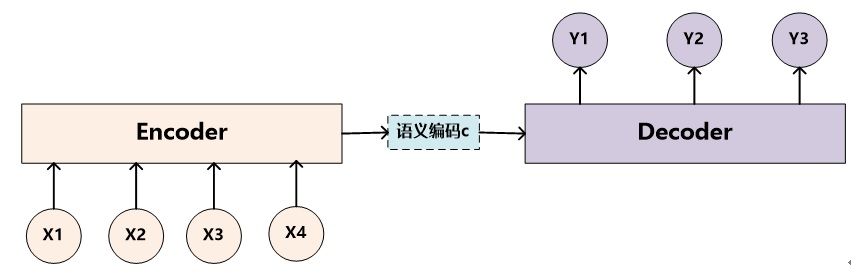 Y1 Y2 Y3
Encoder 语义编码c Decoder
X1 X2 X3 X4